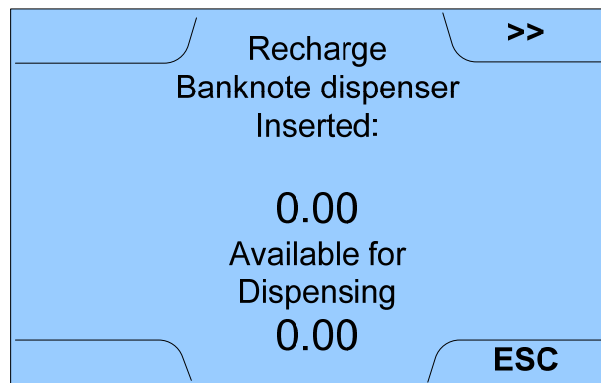 >>
Recharge
Banknote dispenser
Inserted:
0.00
Available for
Dispensing
0.00
ESC